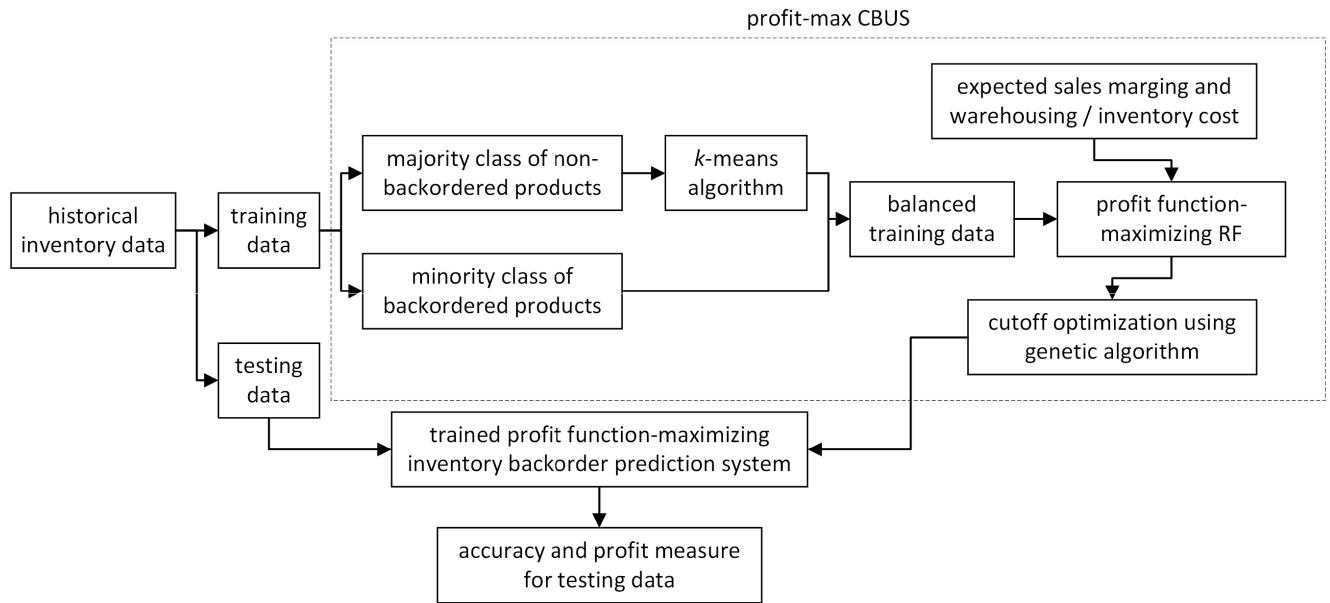 profit-max CBUS
expected sales marging and
warehousing / inventory cost
majority class of non-
backordered products
k-means
algorithm
historical
inventory data
training
data
balanced
training data
profit function-
maximizing RF
minority class of
backordered products
cutoff optimization using
genetic algorithm
testing
data
trained profit function-maximizing
inventory backorder prediction system
accuracy and profit measure
for testing data